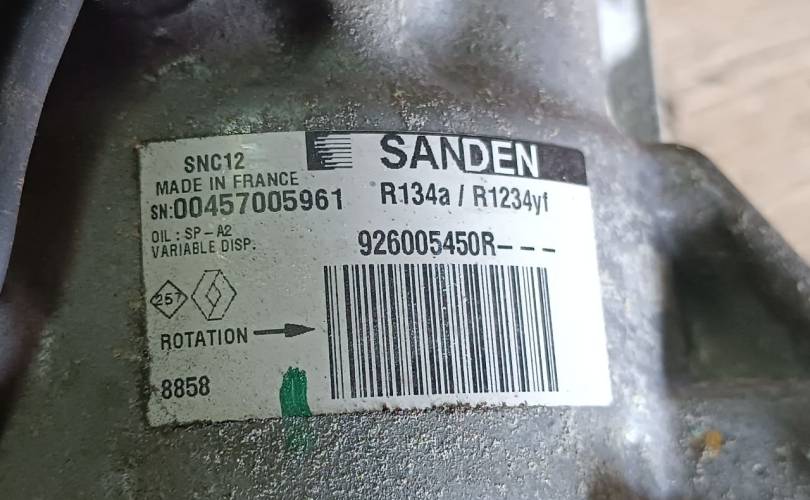 SNC12
SANDEN
MADE IN FRANCE
SN:00457005961
R134a / R1234yf
OIL : SP-A2
VARIABLE DISP.
926005450R---
257
ROTATION
8858